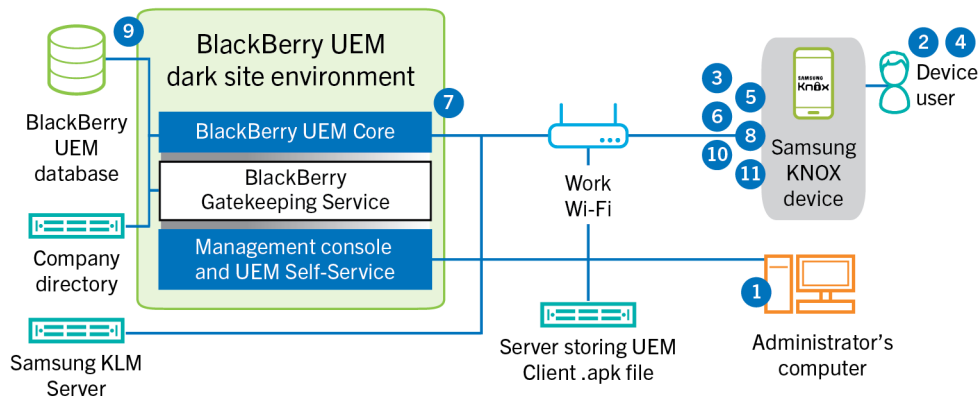 9
BlackBerry UEM
dark site environment
BlackBerry
UEM
database
7
BlackBerry UEM Core
BlackBerry
Gatekeeping Service
Management console
and UEM Self-Service
Company
directory
Samsung KLM
Server
Work
Wi-Fi
Server storing UEM
Client .apk file
3
5
6
8
10
11
SAMSUNG
Knox
Samsung
KNOX
device
2
4
Device
user
1
Administrator's
computer